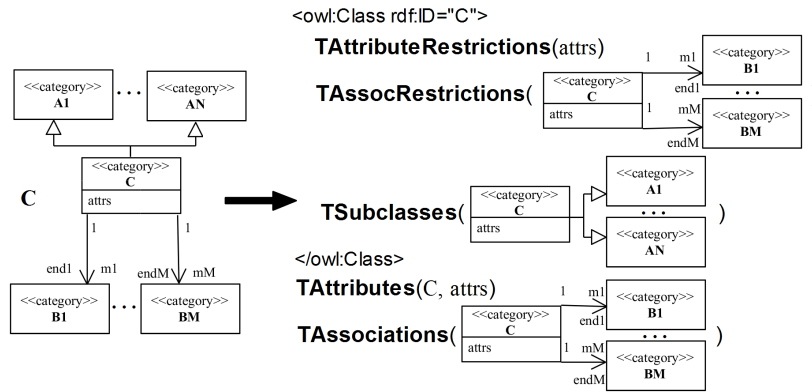 <<category>>
A1
. . .
<<category>>
AN
<<category>>
C
attrs
C
1
1
end1
m1
endM
mM
<<category>>
B1
. . .
<<category>>
BM
<owl:Class rdf:ID="C">
TAttributeRestrictions(attrs)
TAssocRestrictions(
<<category>>
C
attrs
1
m1
end1
1
mM
endM
<<category>>
B1
. . .
<<category>>
BM
TSubclasses(
<<category>>
C
attrs
<<category>>
A1
. . .
<<category>>
AN
)
</owl:Class>
TAttributes(C, attrs)
TAssociations(
<<category>>
C
attrs
1
m1
end1
1
mM
endM
<<category>>
B1
. . .
<<category>>
BM
)